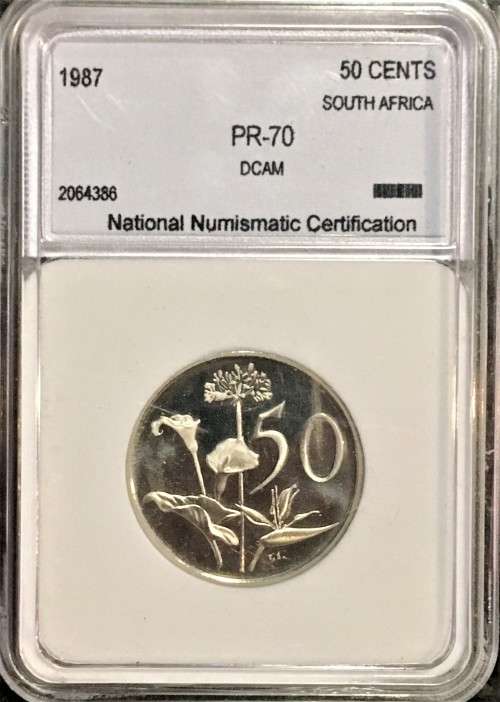 1987
50 CENTS
SOUTH AFRICA
PR-70
DCAM
2064386
National Numismatic Certification
50